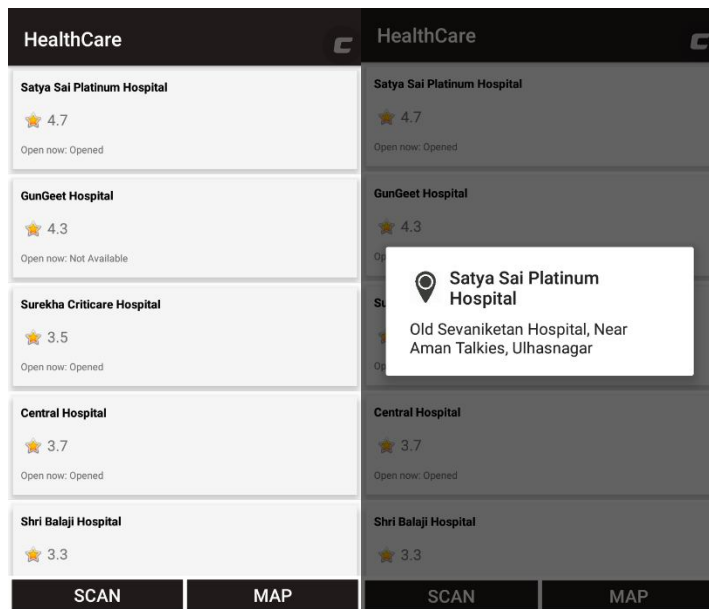 HealthCare
Satya Sai Platinum Hospital
4.7
Open now: Opened
GunGeet Hospital
4.3
Open now: Not Available
Surekha Criticare Hospital
3.5
Open now: Opened
Central Hospital
3.7
Open now: Opened
Shri Balaji Hospital
3.3
SCAN
MAP
HealthCare
Satya Sai Platinum Hospital
4.7
Open now: Opened
GunGeet Hospital
4.3
Op
Satya Sai Platinum
Hospital
Old Sevaniketan Hospital, Near
Aman Talkies, Ulhasnagar
Su
Op
Central Hospital
3.7
Open now: Opened
Shri Balaji Hospital
3.3
SCAN
MAP